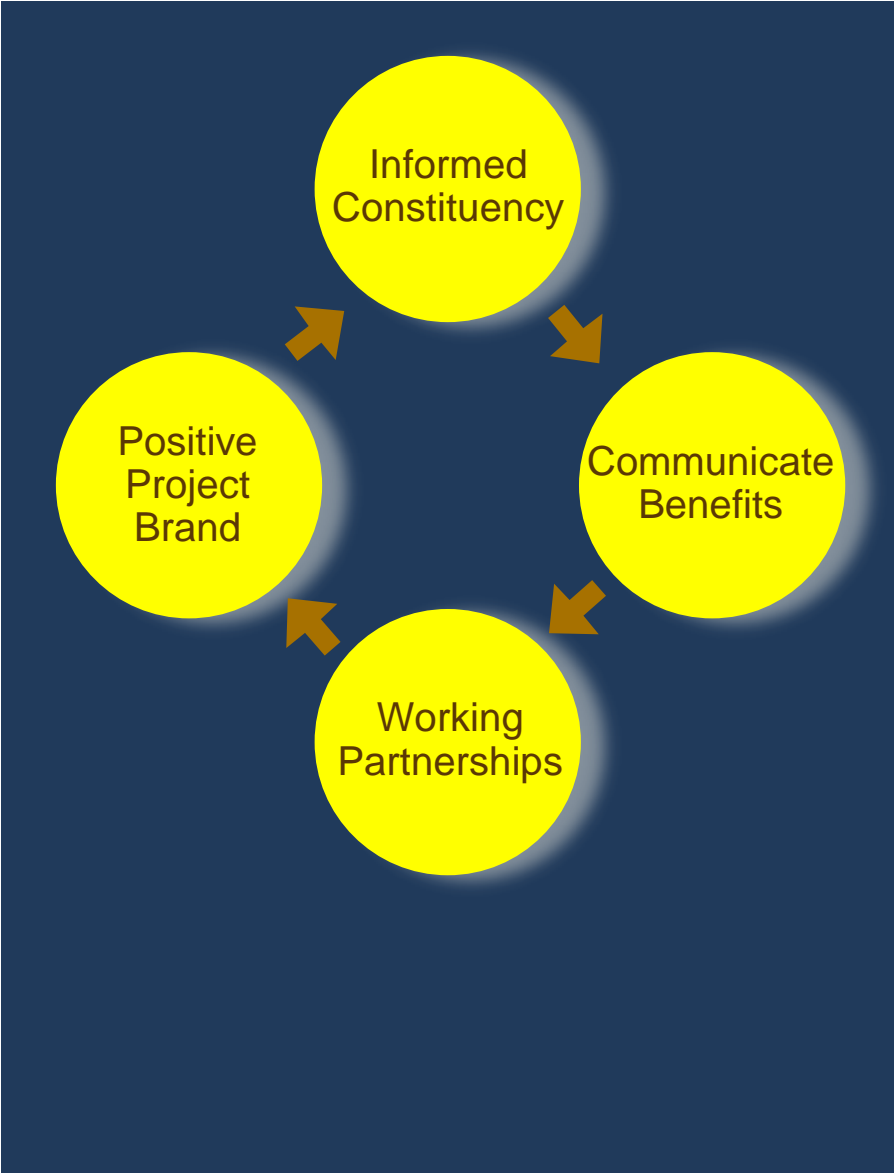 Informed
Constituency
Communicate
Benefits
Working
Partnerships
Positive
Project
Brand